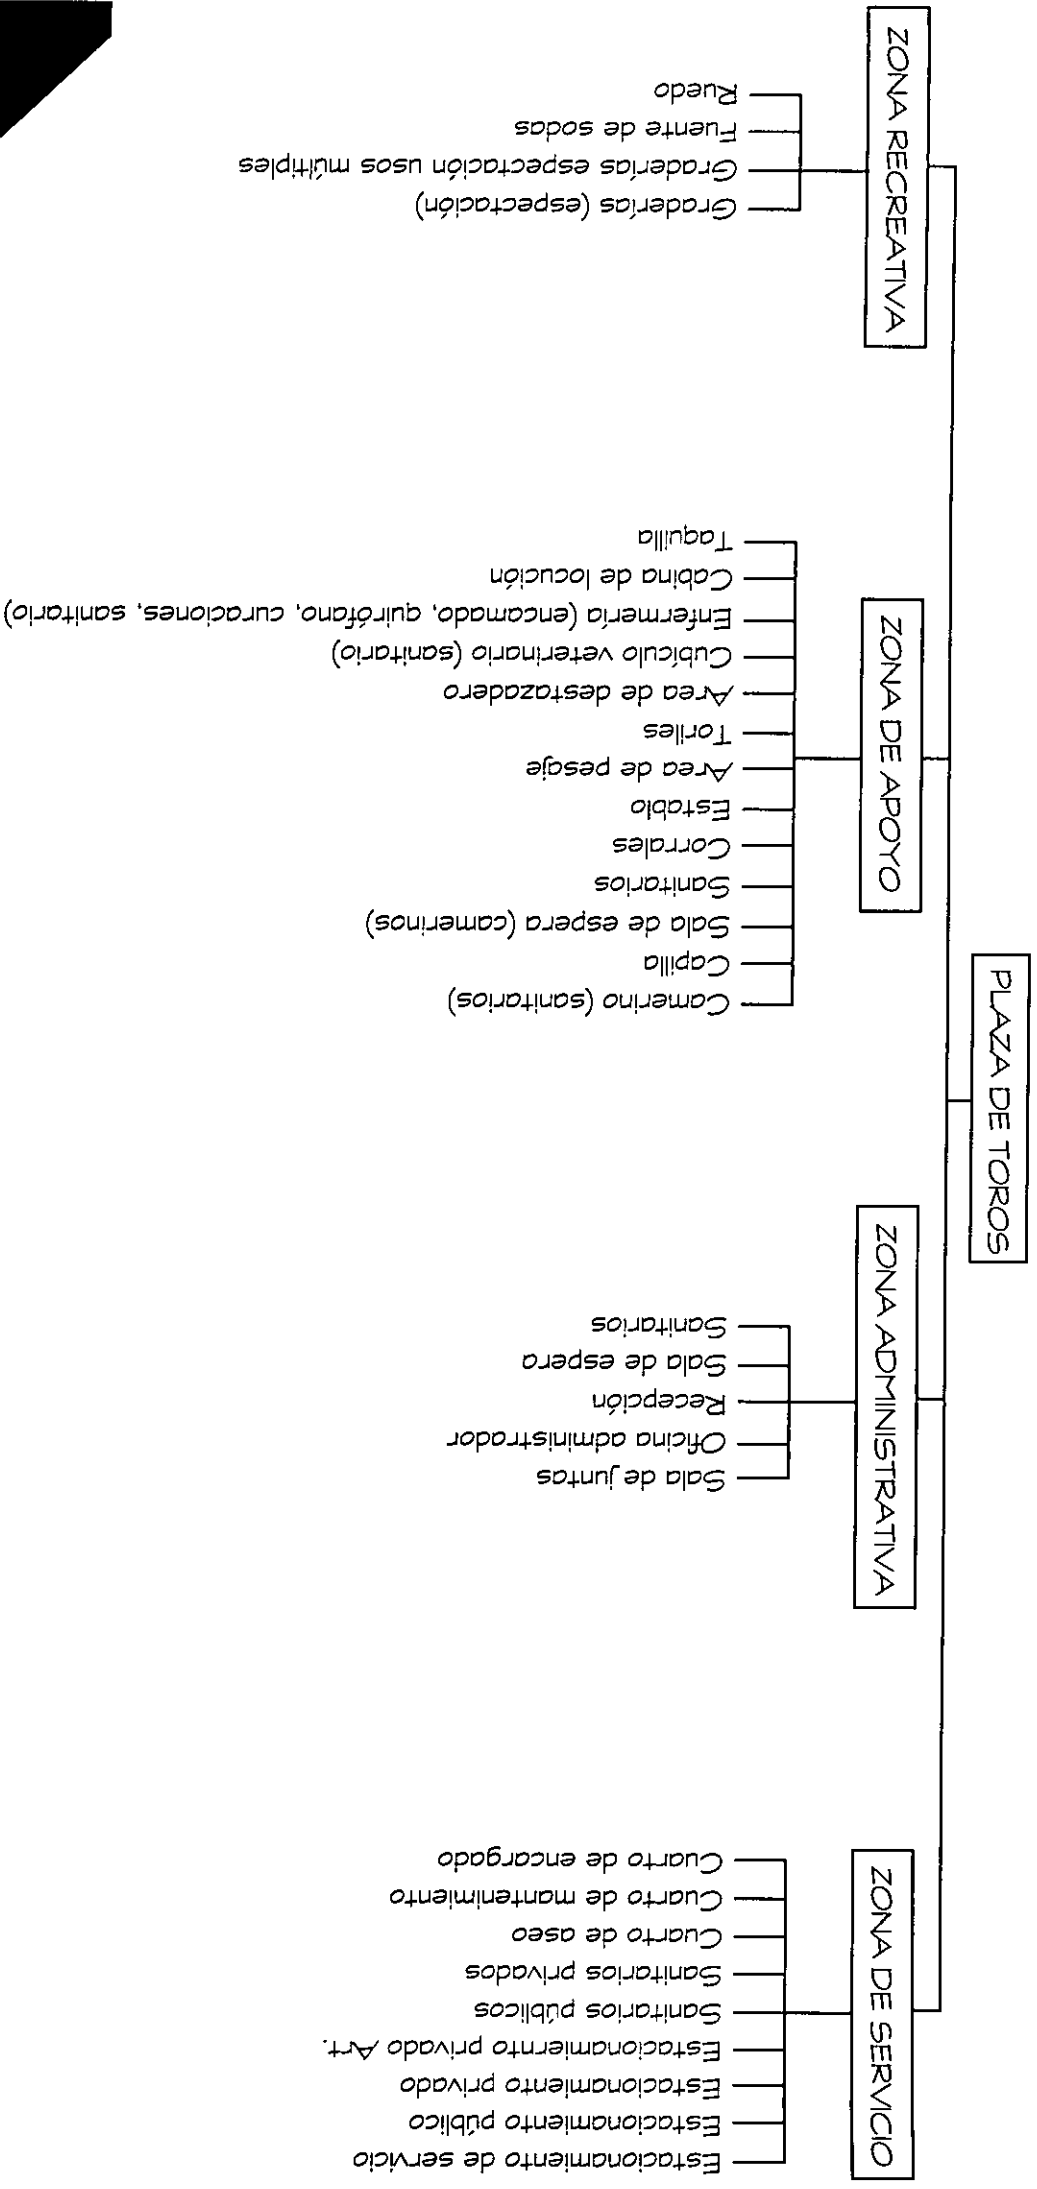 PLAZA DE TOROS
ZONA RECREATIVA
Ruedo
Fuente de sodas
Graderías espectación usos múltiples
Graderías (espectación)
ZONA DE APOYO
Taquilla
Cabina de locución
Enfermería (encamado, quirófano, curaciones, sanitario)
Cubículo veterinario (sanitario)
Area de destazadero
Toriles
Area de pesaje
Establo
Corrales
Sanitarios
Sala de espera (camerinos)
Capilla
Camerino (sanitarios)
ZONA ADMINISTRATIVA
Sanitarios
Sala de espera
Recepción
Oficina administrador
Sala de juntas
ZONA DE SERVICIO
Cuarto de encargado
Cuarto de mantenimiento
Cuarto de aseo
Sanitarios privados
Sanitarios públicos
Estacionamiernto privado Art.
Estacionamiento privado
Estacionamiento público
Estacionamiento de servicio